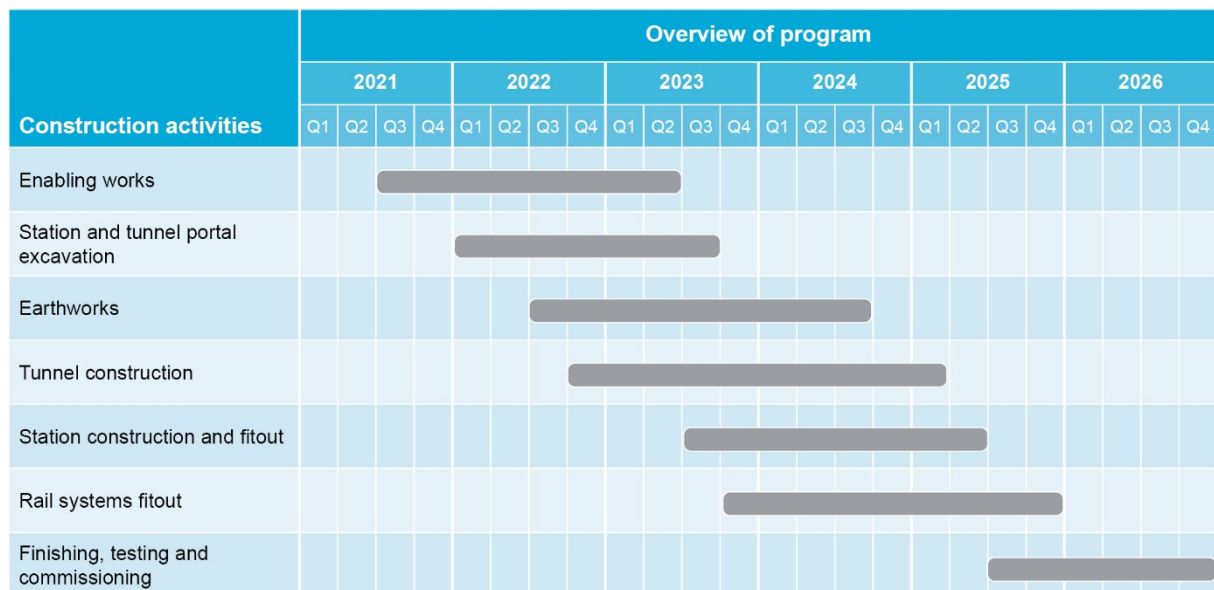 Overview of program
2021 2022 2023 2024 2025 2026
Construction activities Q1 Q2 Q3 Q4 Q1 Q2 Q3 Q4 Q1 Q2 Q3 Q4 Q1 Q2 Q3 Q4 Q1 Q2 Q3 Q4 Q1 Q2 Q3 Q4
Enabling works
Station and tunnel portal
excavation
Earthworks
Tunnel construction
Station construction and fitout
Rail systems fitout
Finishing, testing and
commissioning